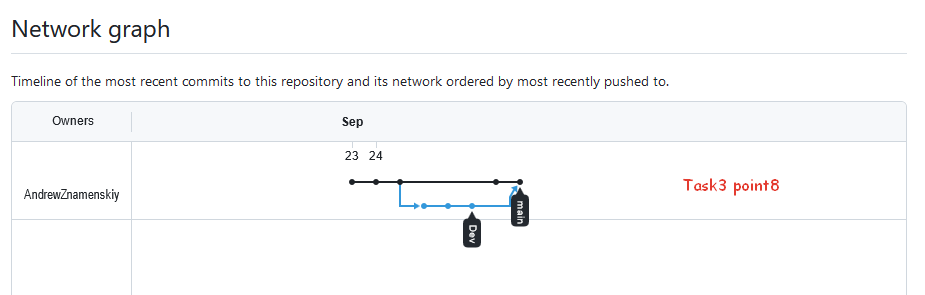 Network graph
Timeline of the most recent commits to this repository and its network ordered by most recently pushed to.
Owners
Sep
23 24
AndrewZnamenskiy
Task3 point8
main
Dev